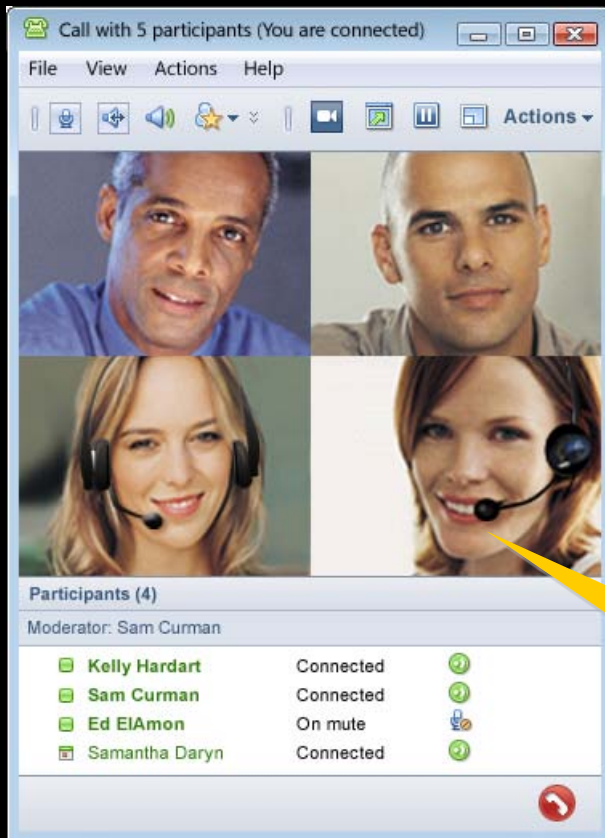 Call with 5 participants (You are connected)
File View Actions Help
Actions
Participants (4)
Moderator: Sam Curman
Kelly Hardart Connected
Sam Curman Connected
Ed ElAmon On mute
Samantha Daryn Connected